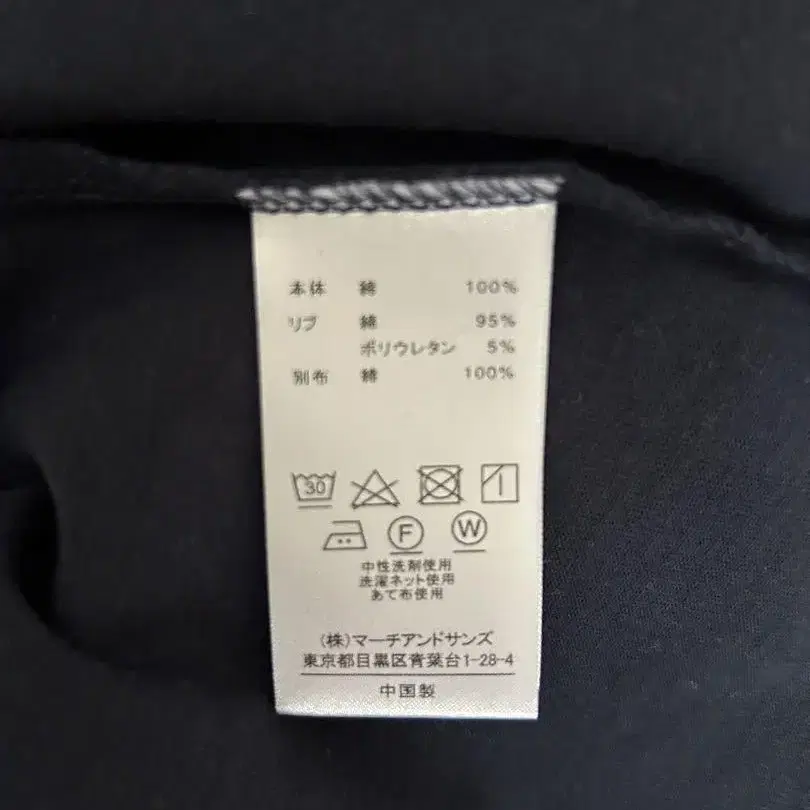 本体 綿 100%
リブ 綿 95%
ポリウレタン 5%
別布 綿 100%
30
F W
中性洗剤使用
洗濯ネット使用
あて布使用
(株)マーチアンドサンズ
東京都目黒区青葉台1-28-4
中国製